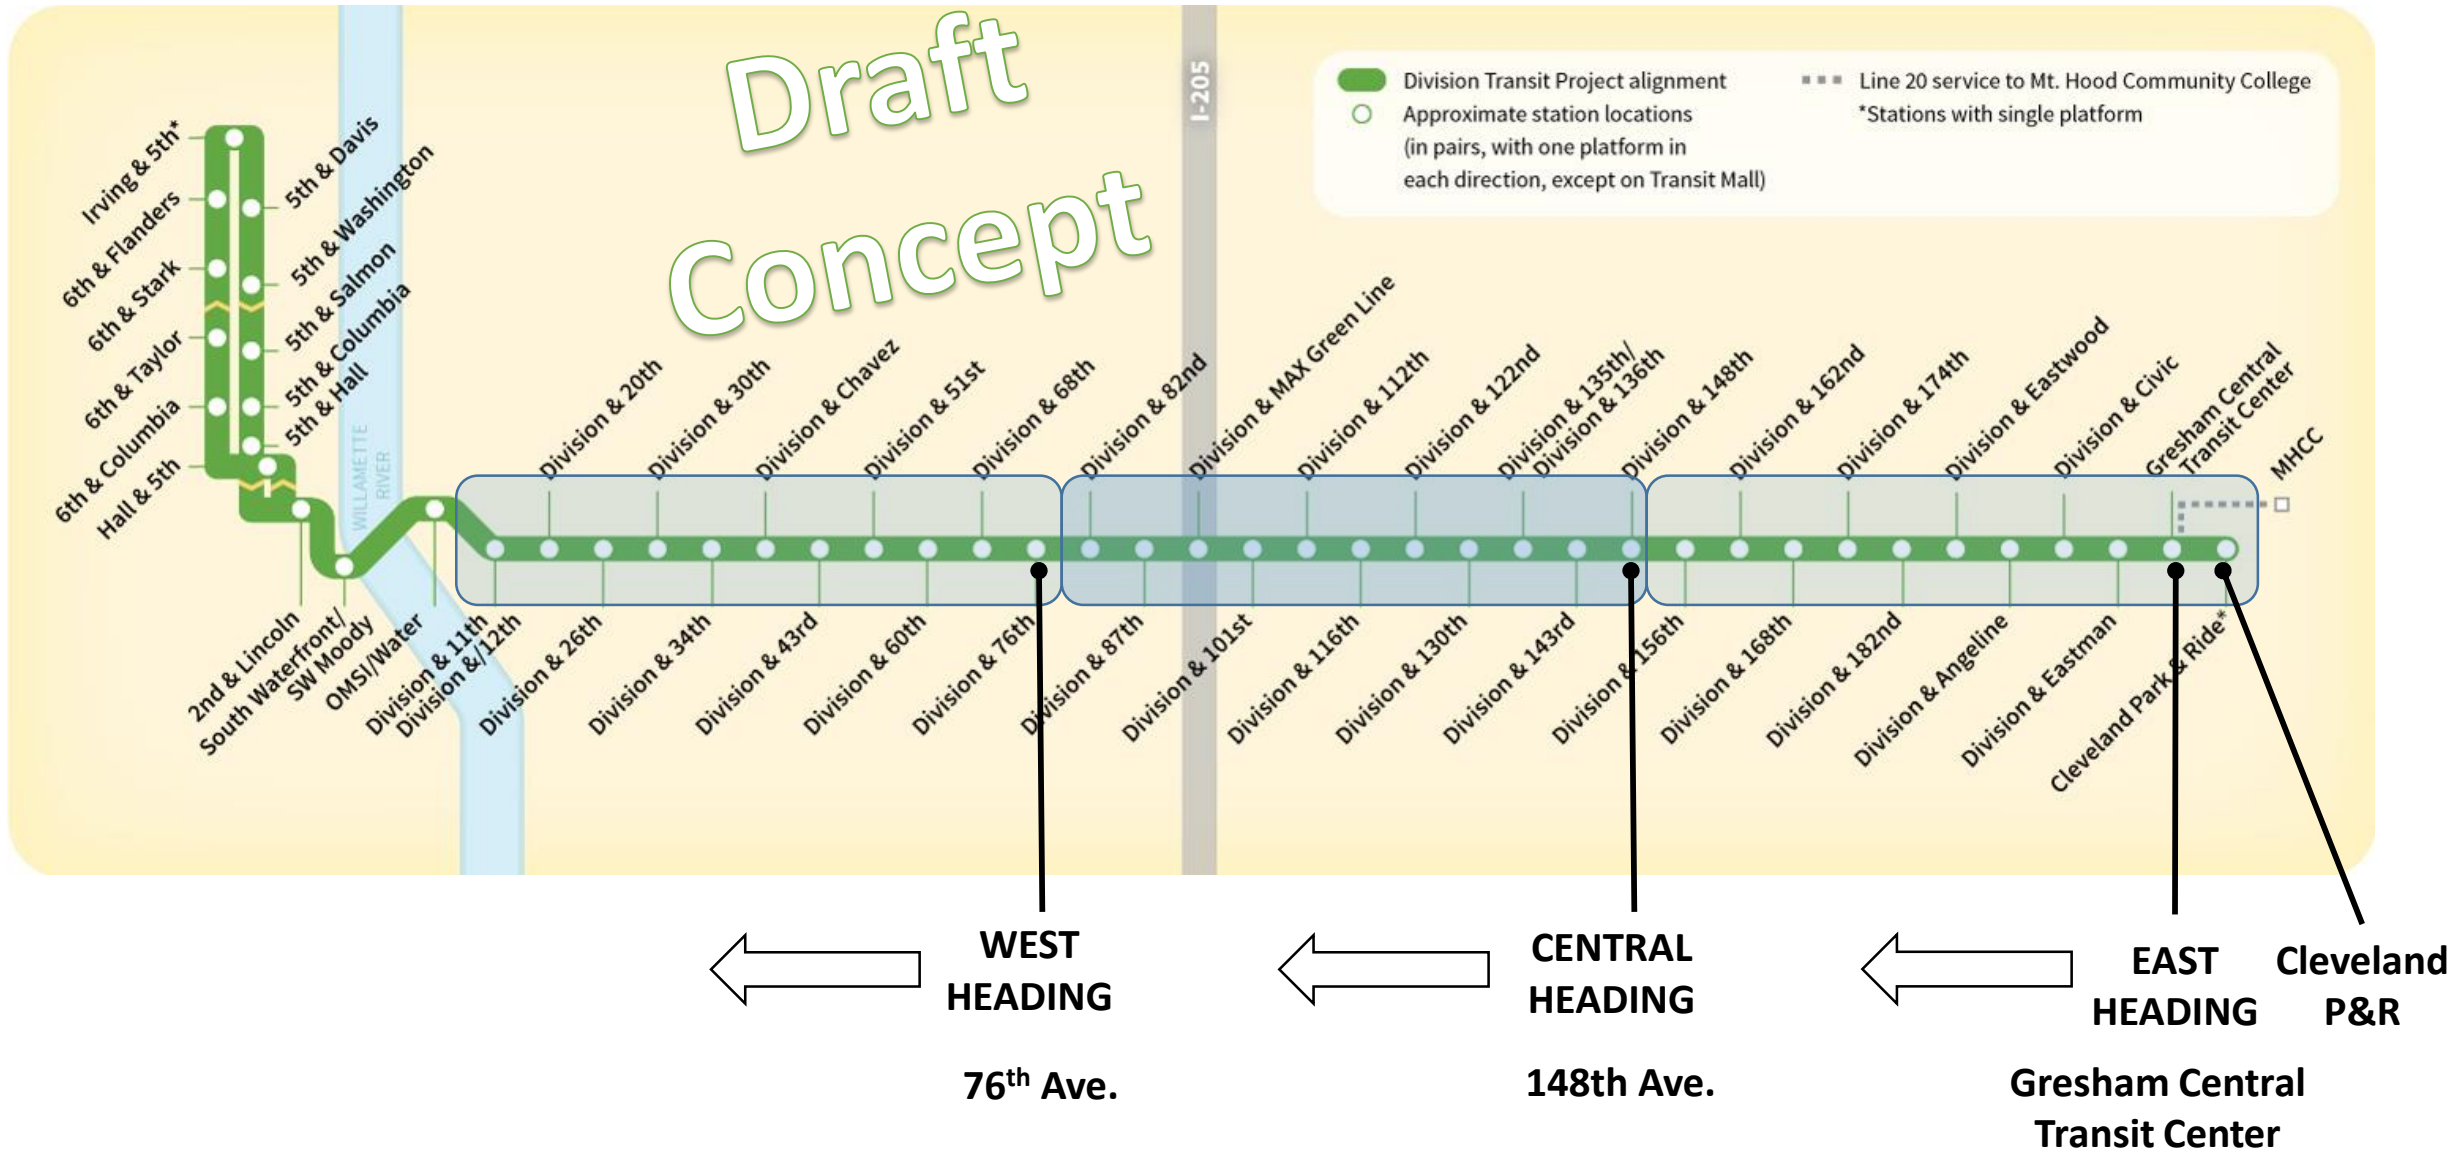 Draft
Concept
I-205
Division Transit Project alignment
Approximate station locations
(in pairs, with one platform in
each direction, except on Transit Mall)
Line 20 service to Mt. Hood Community College
*Stations with single platform
Irving & 5th*
6th & Flanders
6th & Stark
6th & Taylor
6th & Columbia
Hall & 5th
5th & Davis
5th & Washington
5th & Salmon
5th & Columbia
5th & Hall
WILLAMETTE
RIVER
Division & 20th
Division & 30th
Division & Chavez
Division & 51st
Division & 68th
Division & 82nd
Division & MAX Green Line
Division & 112th
Division & 122nd
Division & 135th/
Division & 136th
Division & 148th
Division & 162nd
Division & 174th
Division & Eastwood
Division & Civic
Gresham Central
Transit Center
MHCC
2nd & Lincoln
South Waterfront/
SW Moody
OMSI/Water
Division & 11th
Division &/12th
Division & 26th
Division & 34th
Division & 43rd
Division & 60th
Division & 76th
Division & 87th
Division & 101st
Division & 116th
Division & 130th
Division & 143rd
Division & 156th
Division & 168th
Division & 182nd
Division & Angeline
Division & Eastman
Cleveland Park & Ride*
WEST
HEADING
76th Ave.
CENTRAL
HEADING
148th Ave.
EAST
HEADING
Gresham Central
Transit Center
Cleveland
P&R